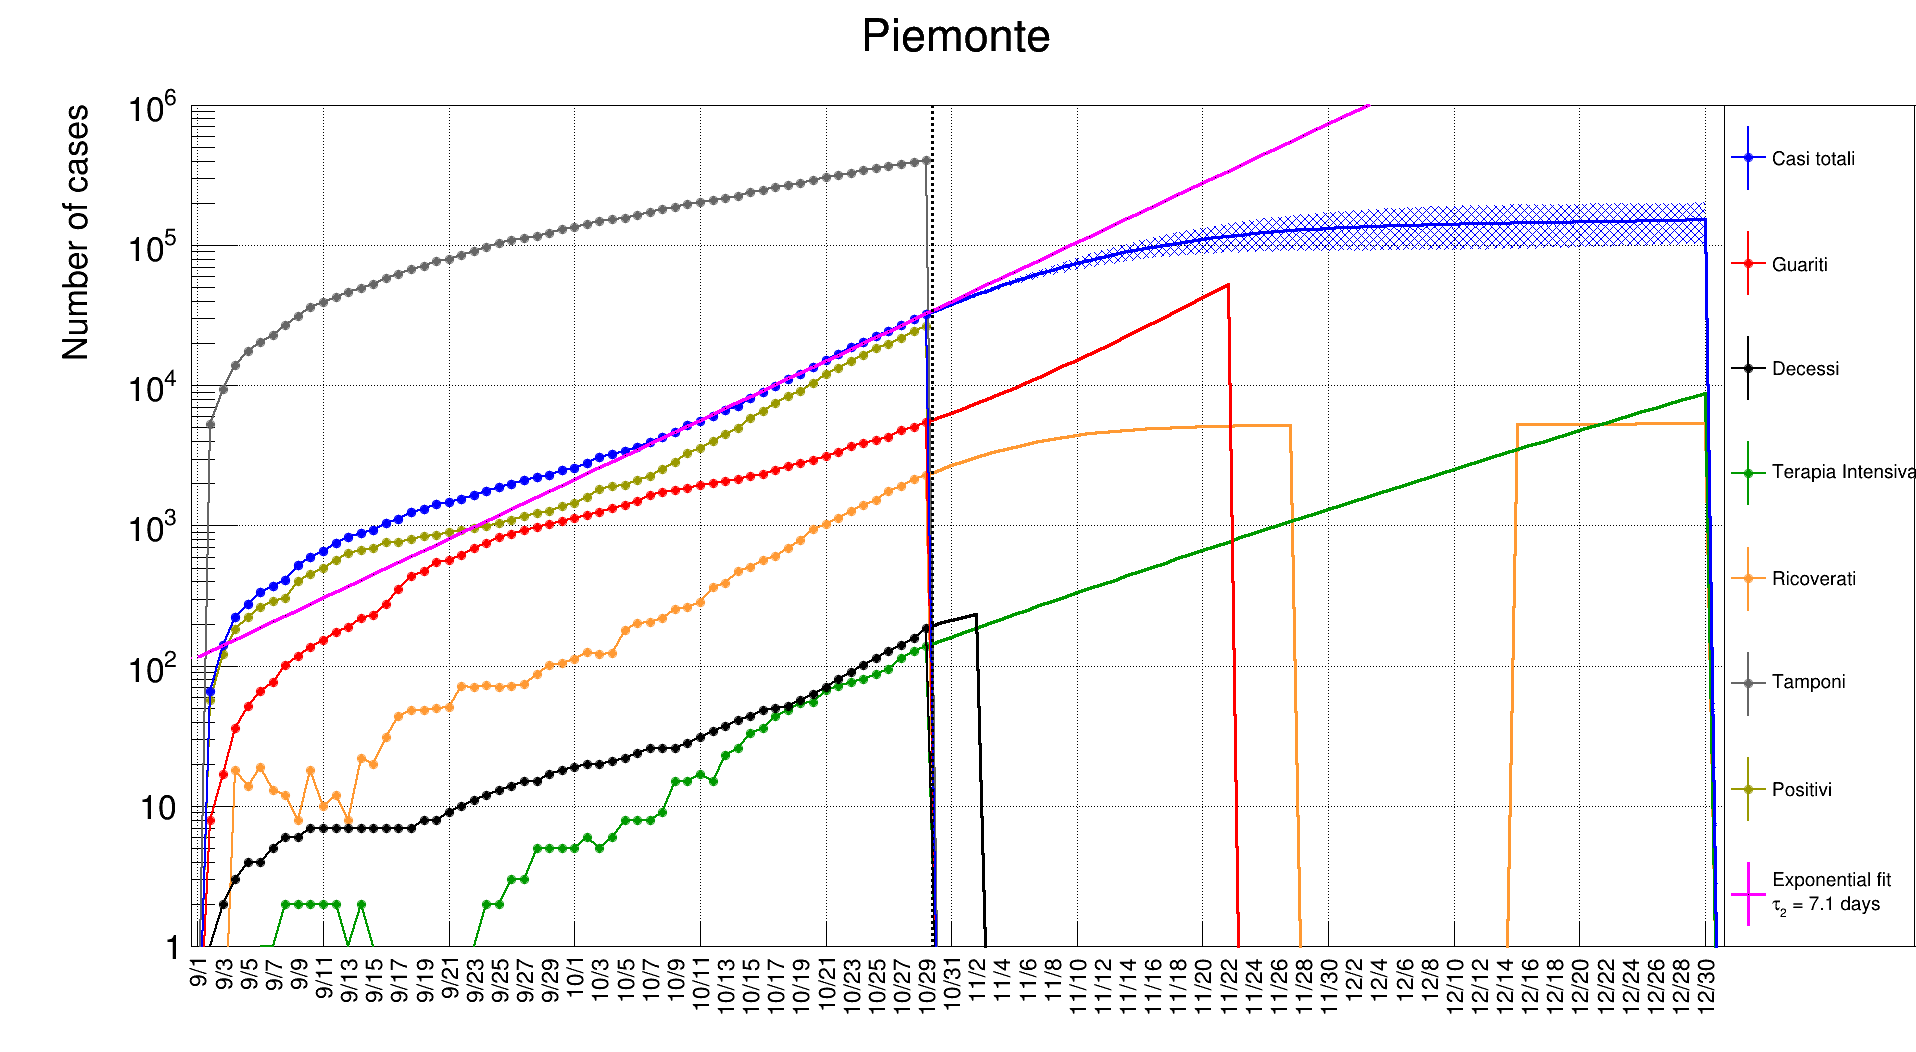 Piemonte
Number of cases
10^6
10^5
10^4
10^3
10^2
10
1
9/1 9/3 9/5 9/7 9/9 9/11 9/13 9/15 9/17 9/19 9/21 9/23 9/25 9/27 9/29 10/1 10/3 10/5 10/7 10/9 10/11 10/13 10/15 10/17 10/19 10/21 10/23 10/25 10/27 10/29 10/31 11/2 11/4 11/6 11/8 11/10 11/12 11/14 11/16 11/18 11/20 11/22 11/24 11/26 11/28 11/30 12/2 12/4 12/6 12/8 12/10 12/12 12/14 12/16 12/18 12/20 12/22 12/24 12/26 12/28 12/30
Casi totali
Guariti
Decessi
Terapia Intensiva
Ricoverati
Tamponi
Positivi
Exponential fit
τ₂ = 7.1 days